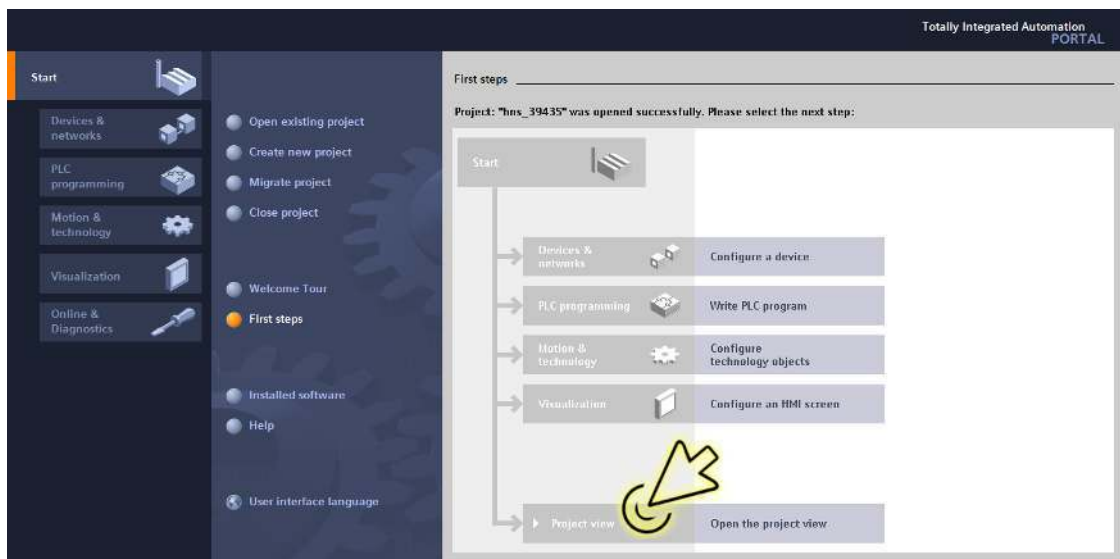 Totally Integrated Automation
PORTAL
Start
Devices &
networks
PLC
programming
Motion &
technology
Visualization
Online &
Diagnostics
Open existing project
Create new project
Migrate project
Close project
Welcome Tour
First steps
Installed software
Help
User interface language
First steps
Project: "hns_39435" was opened successfully. Please select the next step:
Start
Devices &
networks
Configure a device
PLC programming
Write PLC program
Motion &
technology
Configure
technology objects
Visualization
Configure an HMI screen
Project view
Open the project view